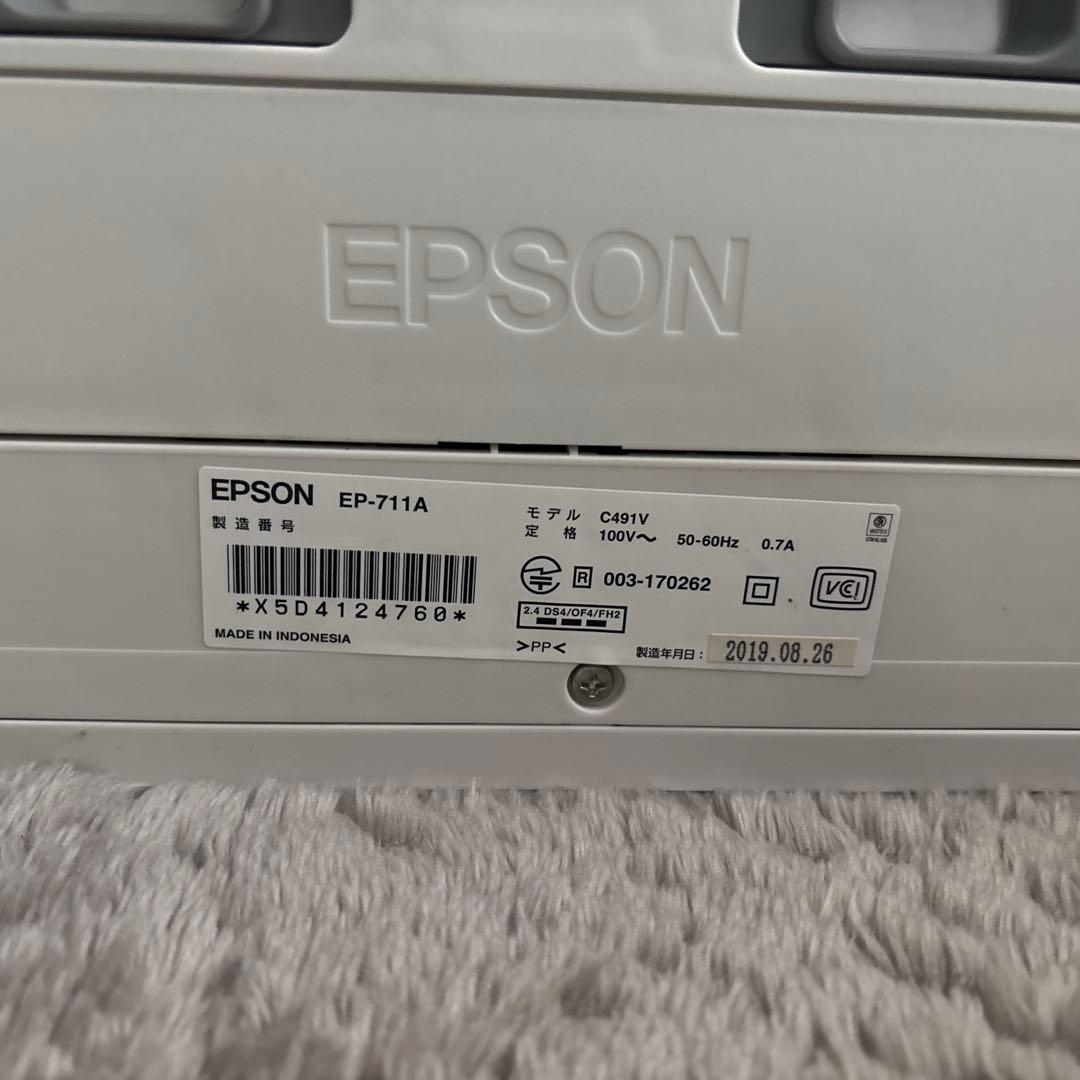 EPSON
EPSON EP-711A
製造番号
*X5D4124760*
MADE IN INDONESIA
モデル C491V
定格 100V〜 50-60Hz 0.7A
R 003-170262
VCI
2.4 DS4/OF4/FH2
>PP<
製造年月日: 2019.08.26